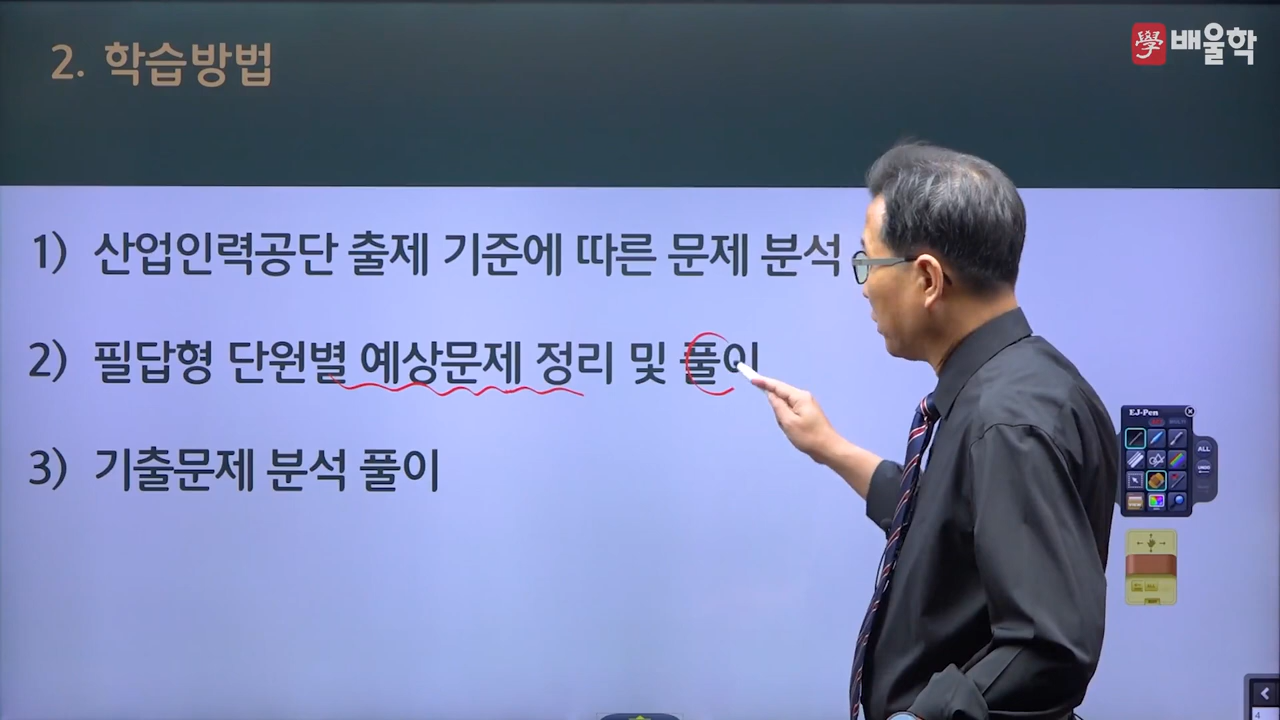 2. 학습방법
學 배울학
1) 산업인력공단 출제 기준에 따른 문제 분석
2) 필답형 단원별 예상문제 정리 및 풀이
3) 기출문제 분석 풀이
EJ-Pen
ALL
UNDO
4